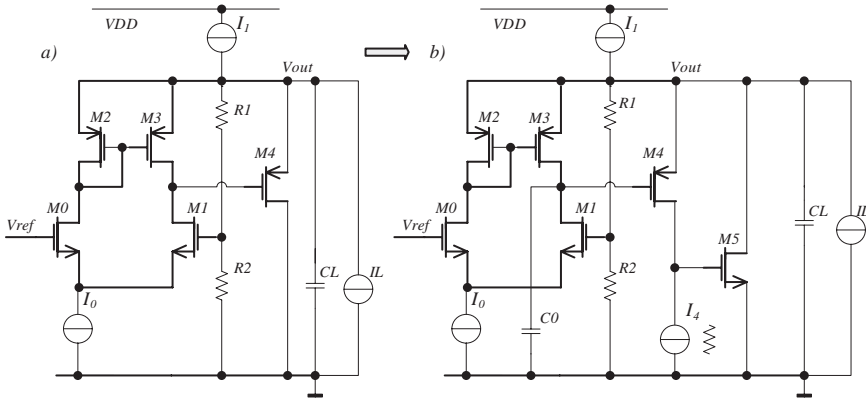 a)
VDD
I1
Vout
M2
M3
R1
M4
M0
M1
Vref
R2
CL
IL
I0
b)
VDD
I1
Vout
M2
M3
R1
M4
M0
M1
M5
Vref
R2
CL
IL
I0
C0
I4